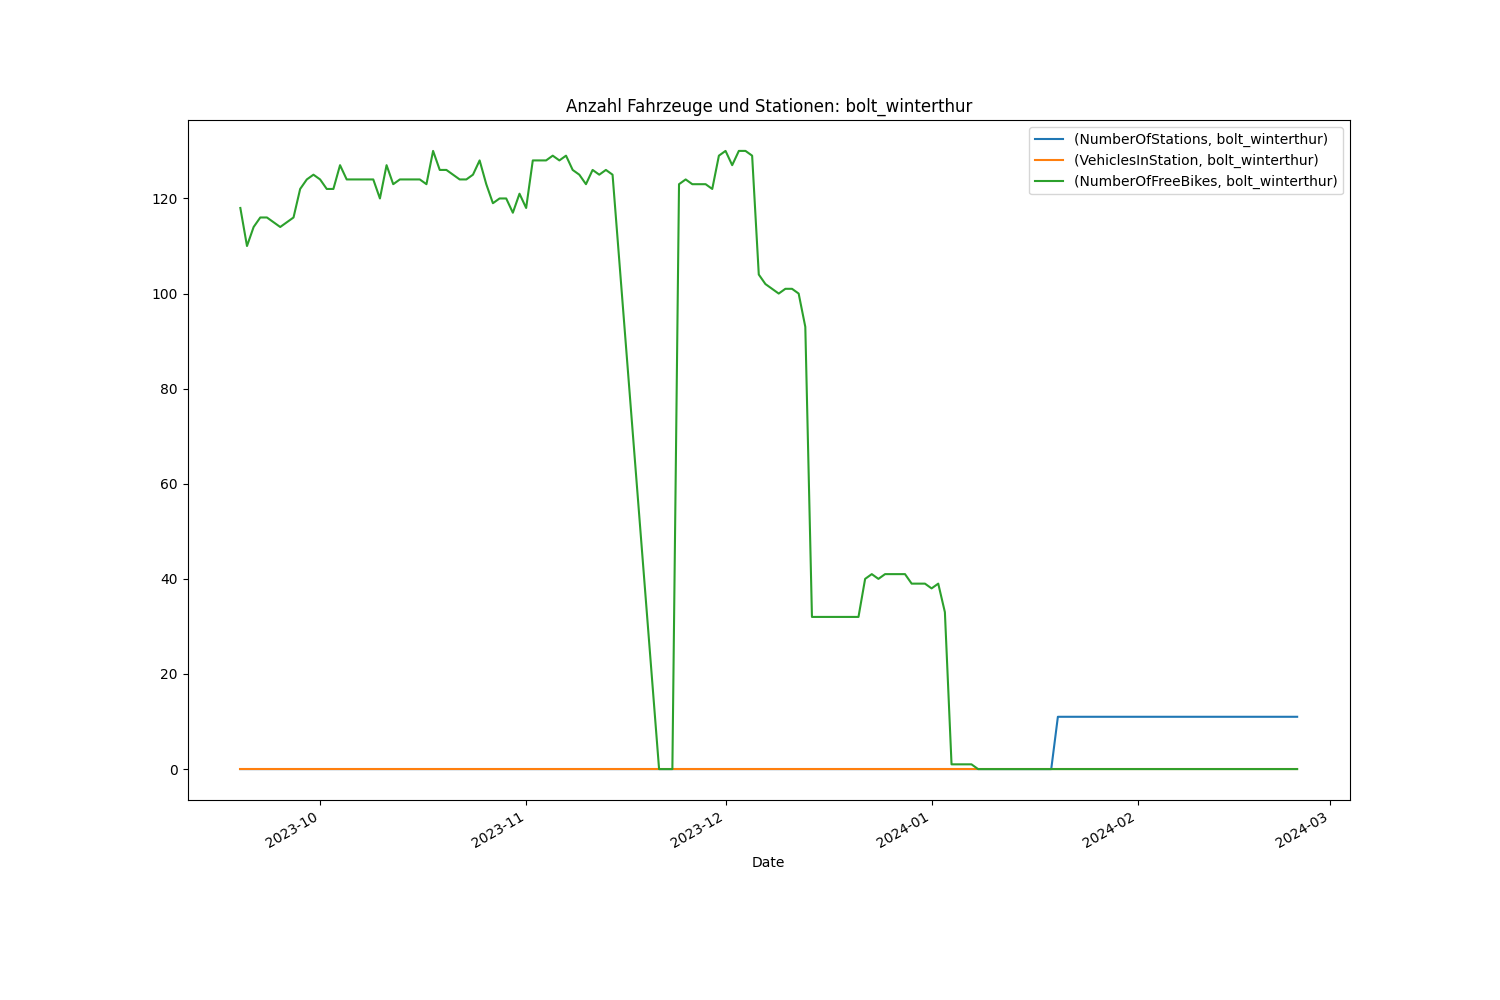 Anzahl Fahrzeuge und Stationen: bolt_winterthur
(NumberOfStations, bolt_winterthur)
(VehiclesInStation, bolt_winterthur)
(NumberOfFreeBikes, bolt_winterthur)
120
100
80
60
40
20
0
2023-10
2023-11
2023-12
2024-01
2024-02
2024-03
Date